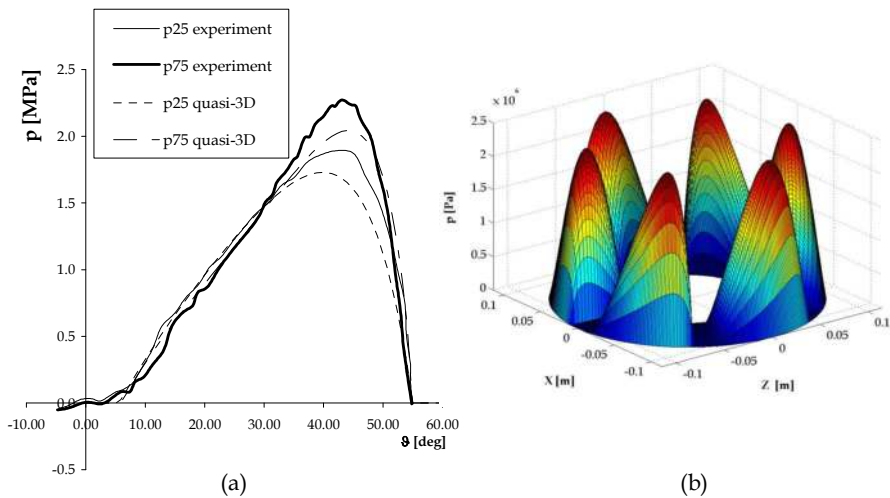 p25 experiment
p75 experiment
p25 quasi-3D
p75 quasi-3D
p [MPa]
2.5
2.0
1.5
1.0
0.5
0.0
-0.5
-10.00 0.00 10.00 20.00 30.00 40.00 50.00 60.00
ϑ [deg]
(a)
x 10⁶
2.5
2
1.5
1
0.5
0
p [Pa]
0.1
0.05
0
-0.05
-0.1
X [m]
-0.1
-0.05
0
0.05
0.1
Z [m]
(b)